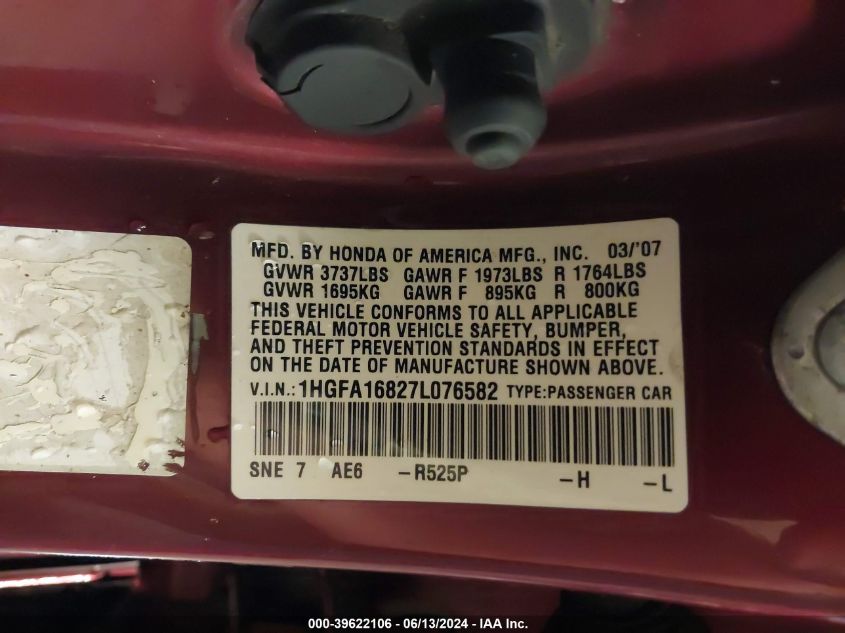 MFD. BY HONDA OF AMERICA MFG., INC. 03/'07
GVWR 3737LBS GAWR F 1973LBS R 1764LBS
GVWR 1695KG GAWR F 895KG R 800KG
THIS VEHICLE CONFORMS TO ALL APPLICABLE
FEDERAL MOTOR VEHICLE SAFETY, BUMPER,
AND THEFT PREVENTION STANDARDS IN EFFECT
ON THE DATE OF MANUFACTURE SHOWN ABOVE.
V.I.N.: 1HGFA16827L076582 TYPE:PASSENGER CAR
SNE 7 AE6 -R525P -H -L
000-39622106 - 06/13/2024 - IAA Inc.